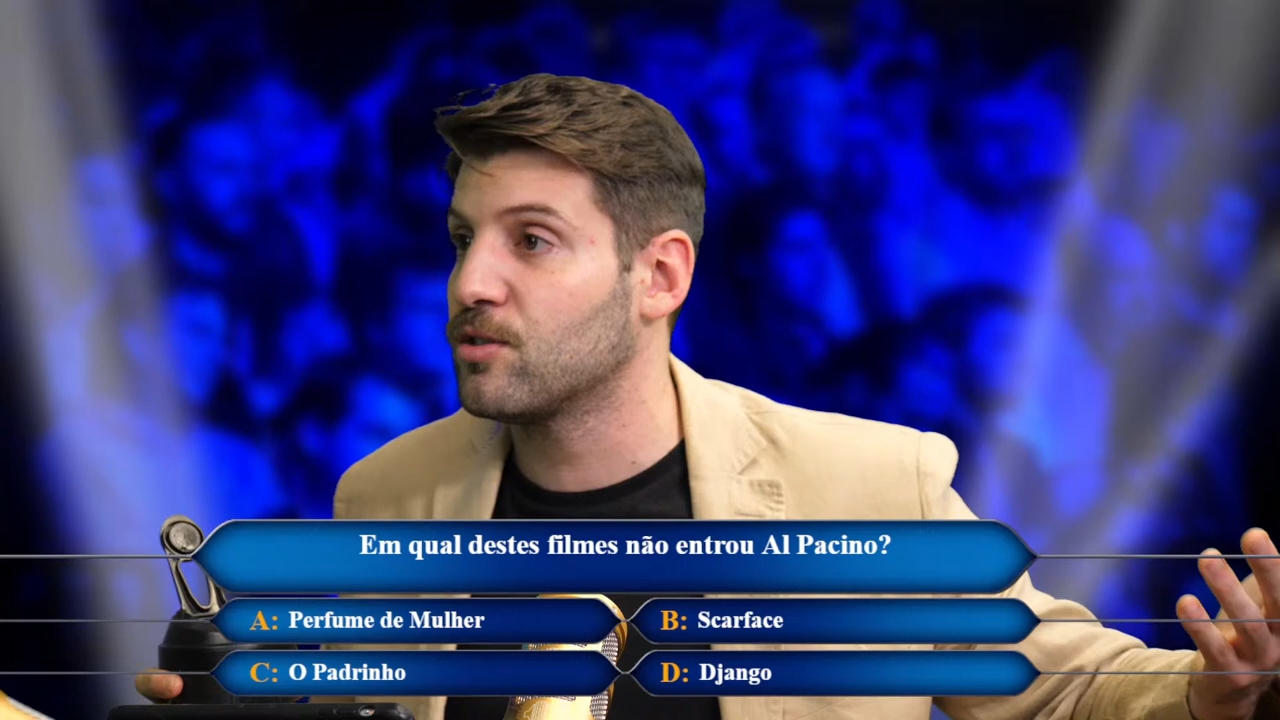 Em qual destes filmes não entrou Al Pacino?
A: Perfume de Mulher
B: Scarface
C: O Padrinho
D: Django